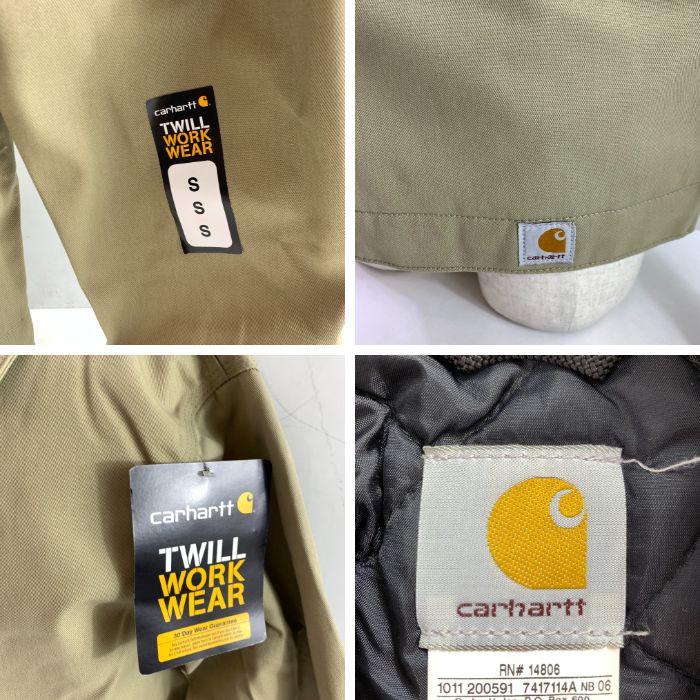 carhartt
TWILL
WORK
WEAR
S
S
S
carhartt
carhartt
TWILL
WORK
WEAR
30 Day Wear Guarantee
carhartt
RN# 14806
1011 200591 7417114A NB 06